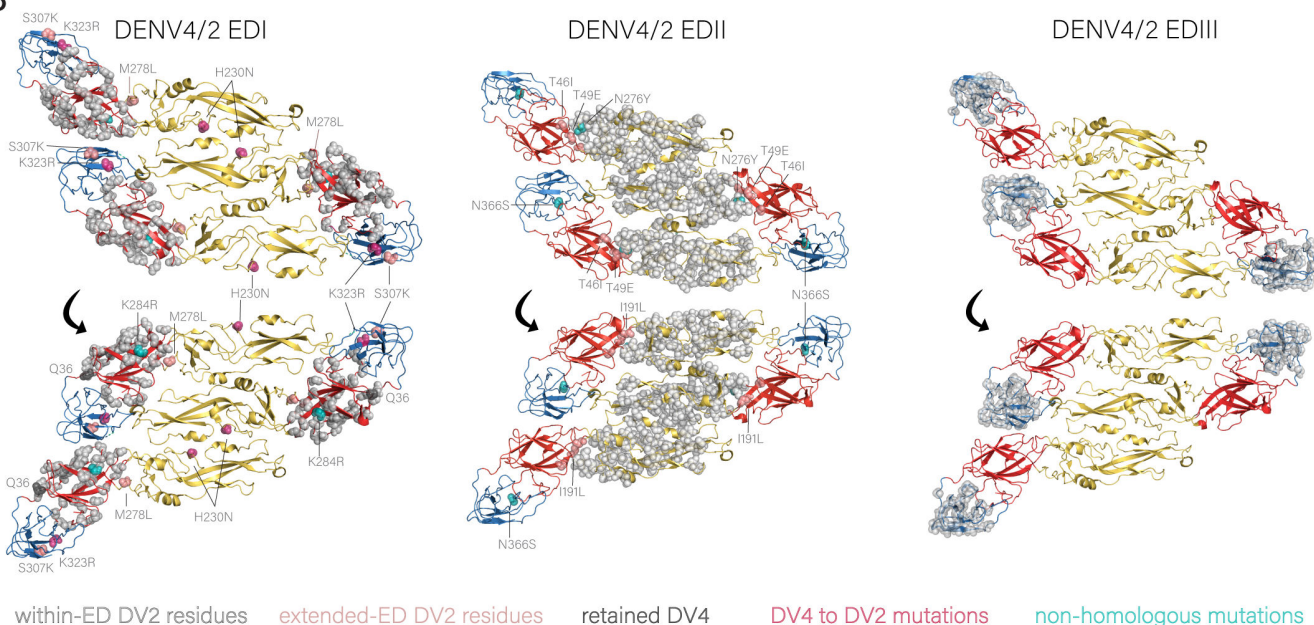 DENV4/2 EDI
DENV4/2 EDII
DENV4/2 EDIII
S307K
K323R
M278L
H230N
M278L
S307K
K323R
K323R
S307K
H230N
K284R
M278L
Q36
Q36
K284R
Q36
M278L
H230N
S307K
K323R
T46I
T49E
N276Y
N276Y
T49E
T46I
N366S
T46I
T49E
N366S
I191L
I191L
I191L
N366S
within-ED DV2 residues
extended-ED DV2 residues
retained DV4
DV4 to DV2 mutations
non-homologous mutations